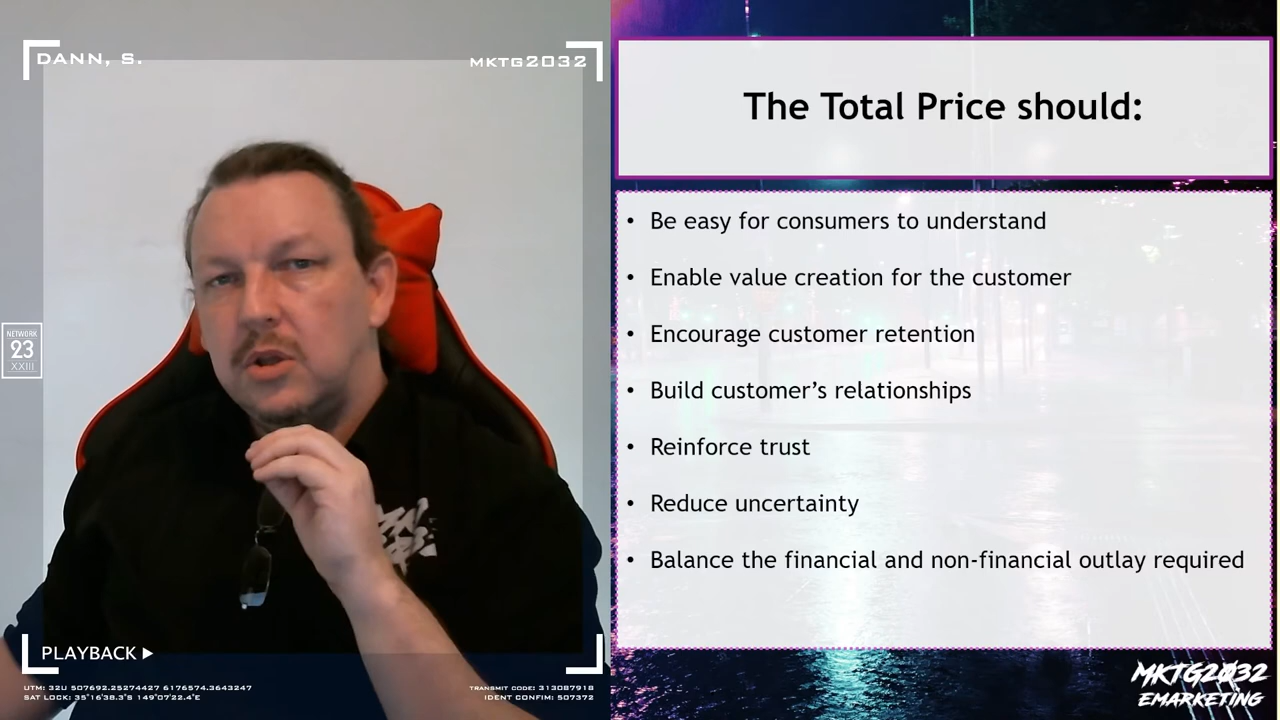 DANN, S.
MKTG2032
NETWORK
23
XXIII
PLAYBACK
UTM: 32U 507692.25274427 6176574.3643247
SAT LOCK: 35°16'38.3"S 149°07'22.4"E
TRANSMIT CODE: 313087918
IDENT CONFIM: 507372
The Total Price should:
• Be easy for consumers to understand
• Enable value creation for the customer
• Encourage customer retention
• Build customer’s relationships
• Reinforce trust
• Reduce uncertainty
• Balance the financial and non-financial outlay required
MKTG2032
EMARKETING